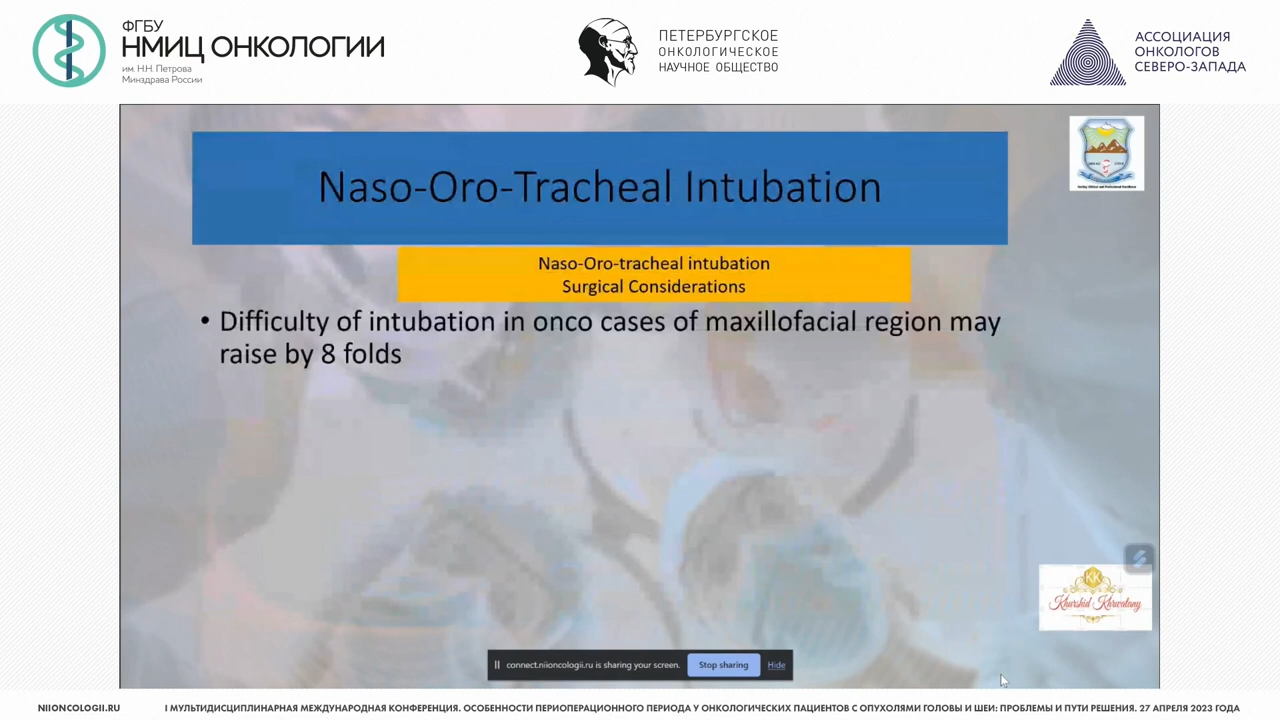 ФГБУ
НМИЦ ОНКОЛОГИИ
им. Н.Н. Петрова
Минздрава России
ПЕТЕРБУРГСКОЕ
ОНКОЛОГИЧЕСКОЕ
НАУЧНОЕ ОБЩЕСТВО
АССОЦИАЦИЯ
ОНКОЛОГОВ
СЕВЕРО-ЗАПАДА
Naso-Oro-Tracheal Intubation
Naso-Oro-tracheal intubation
Surgical Considerations
• Difficulty of intubation in onco cases of maxillofacial region may
raise by 8 folds
KK
Khurshid Khowatany
connect.niioncologii.ru is sharing your screen.
Stop sharing
Hide
NIIONCOLOGII.RU
I МУЛЬТИДИСЦИПЛИНАРНАЯ МЕЖДУНАРОДНАЯ КОНФЕРЕНЦИЯ. ОСОБЕННОСТИ ПЕРИОПЕРАЦИОННОГО ПЕРИОДА У ОНКОЛОГИЧЕСКИХ ПАЦИЕНТОВ С ОПУХОЛЯМИ ГОЛОВЫ И ШЕИ: ПРОБЛЕМЫ И ПУТИ РЕШЕНИЯ. 27 АПРЕЛЯ 2023 ГОДА